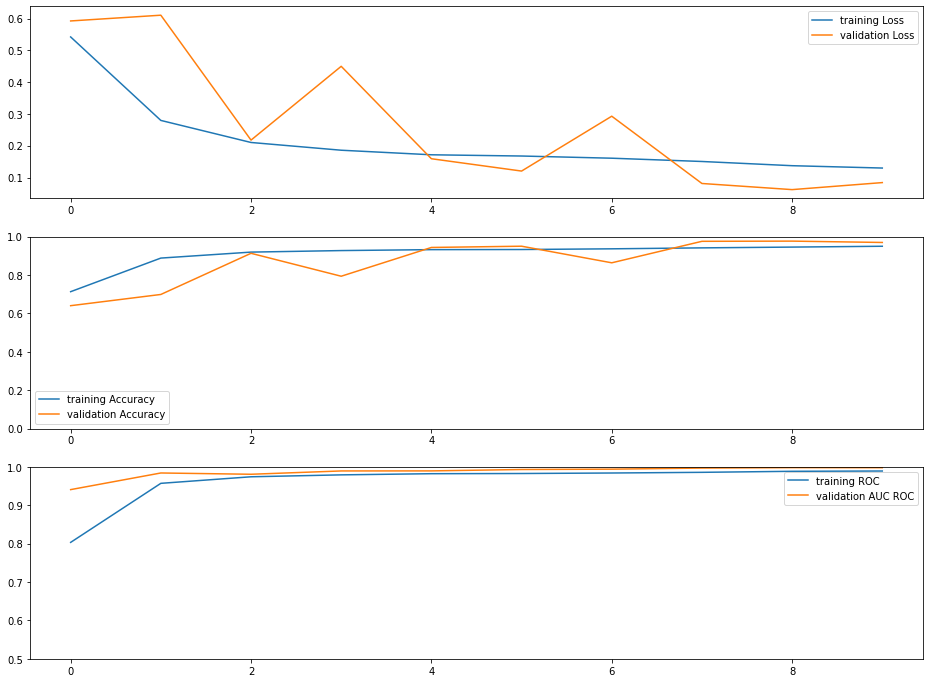 0.6
0.5
0.4
0.3
0.2
0.1
training Loss
validation Loss
0 2 4 6 8
1.0
0.8
0.6
0.4
0.2
0.0
training Accuracy
validation Accuracy
0 2 4 6 8
1.0
0.9
0.8
0.7
0.6
0.5
training ROC
validation AUC ROC
0 2 4 6 8